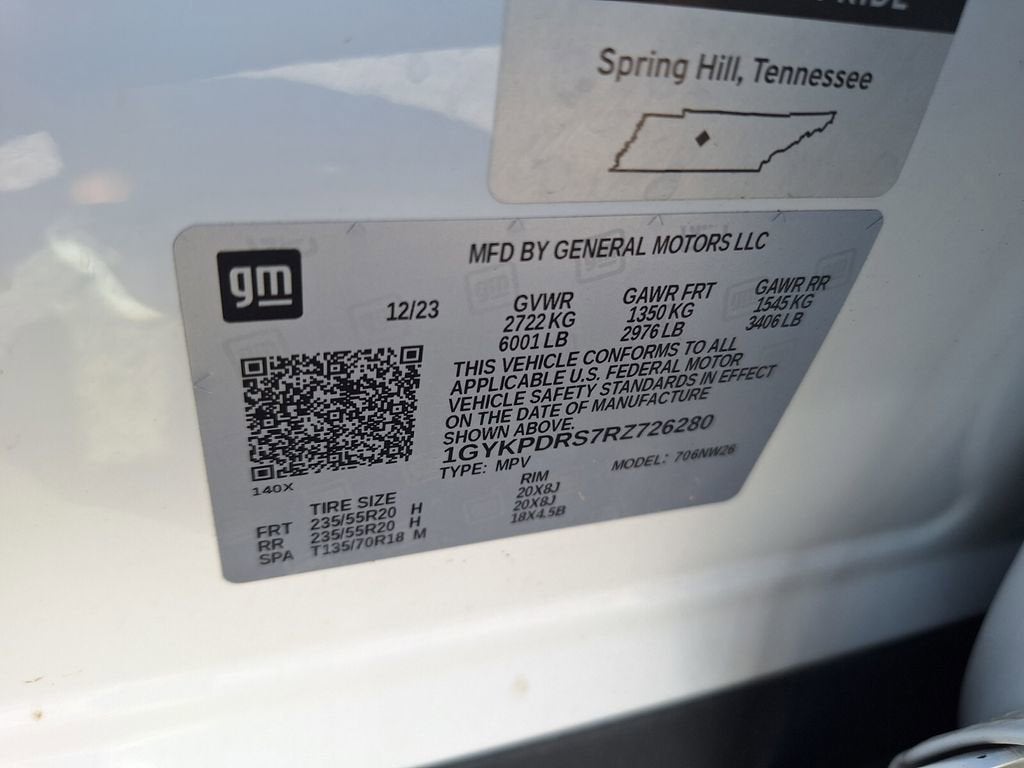 Spring Hill, Tennessee
gm
MFD BY GENERAL MOTORS LLC
12/23
GVWR GAWR FRT GAWR RR
2722 KG 1350 KG 1545 KG
6001 LB 2976 LB 3406 LB
THIS VEHICLE CONFORMS TO ALL
APPLICABLE U.S. FEDERAL MOTOR
VEHICLE SAFETY STANDARDS IN EFFECT
ON THE DATE OF MANUFACTURE
SHOWN ABOVE.
1GYKPDRS7RZ726280
TYPE: MPV MODEL: 706NW26
140X
TIRE SIZE RIM
FRT 235/55R20 H 20X8J
RR 235/55R20 H 20X8J
SPA T135/70R18 M 18X4.5B